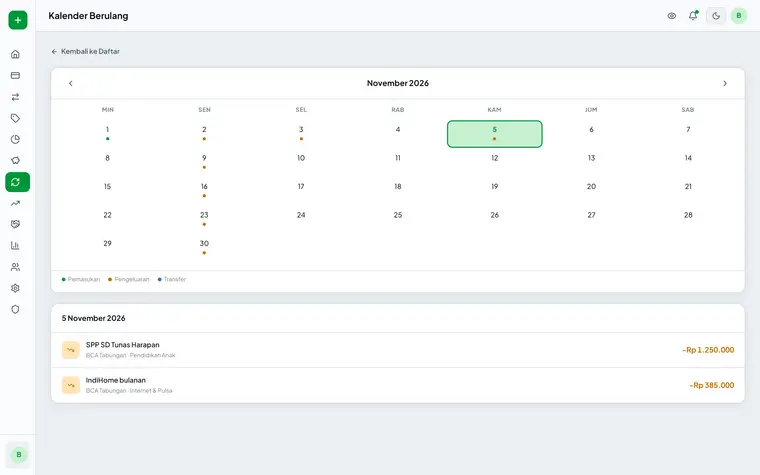 Kalender Berulang
B
← Kembali ke Daftar
November 2026
MIN SEN SEL RAB KAM JUM SAB
1 2 3 4 5 6 7
8 9 10 11 12 13 14
15 16 17 18 19 20 21
22 23 24 25 26 27 28
29 30
Pemasukan Pengeluaran Transfer
5 November 2026
SPP SD Tunas Harapan
BCA Tabungan · Pendidikan Anak
-Rp 1.250.000
IndiHome bulanan
BCA Tabungan · Internet & Pulsa
-Rp 385.000
B